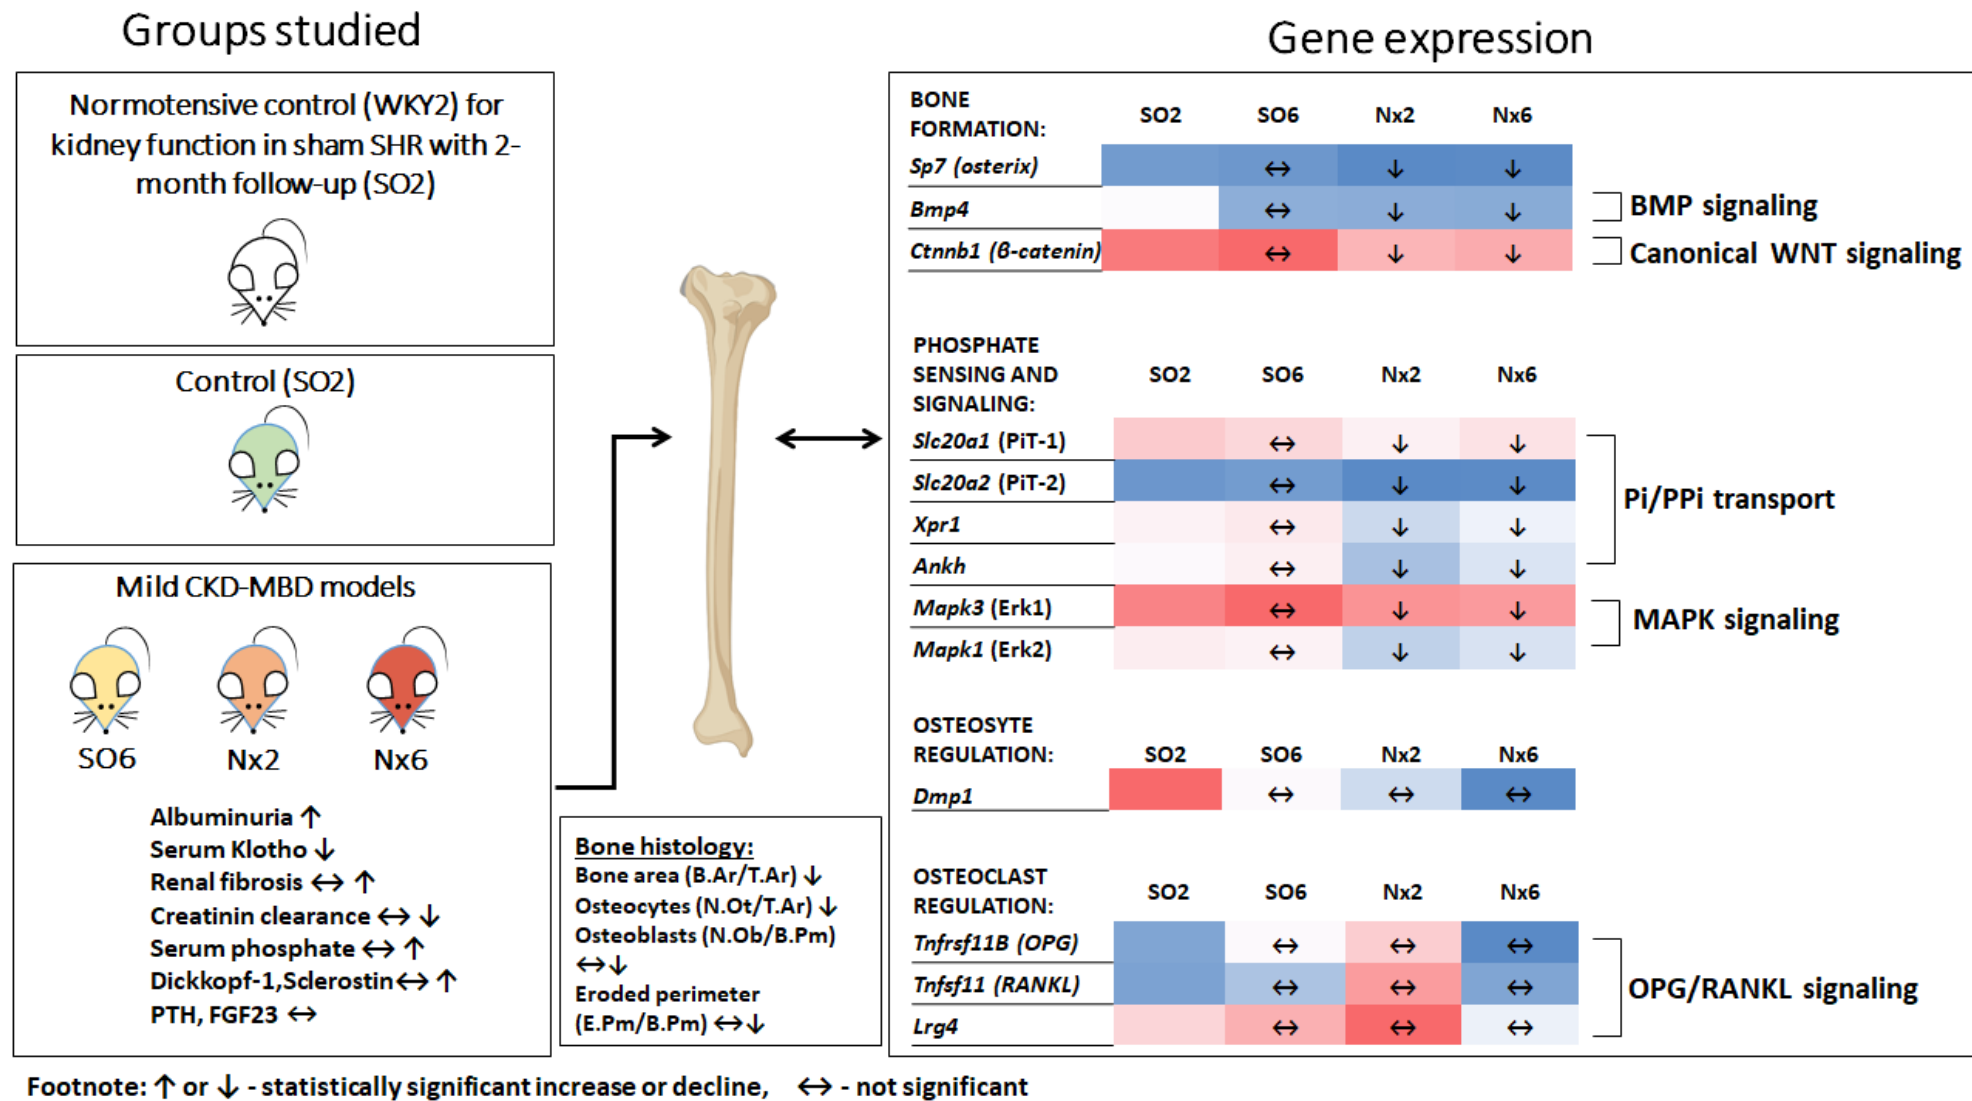 Groups studied
Normotensive control (WKY2) for
kidney function in sham SHR with 2-
month follow-up (SO2)
Control (SO2)
Mild CKD-MBD models
SO6 Nx2 Nx6
Albuminuria ↑
Serum Klotho ↓
Renal fibrosis ↔ ↑
Creatinin clearance ↔ ↓
Serum phosphate ↔ ↑
Dickkopf-1,Sclerostin ↔ ↑
PTH, FGF23 ↔
Bone histology:
Bone area (B.Ar/T.Ar) ↓
Osteocytes (N.Ot/T.Ar) ↓
Osteoblasts (N.Ob/B.Pm)
↔↓
Eroded perimeter
(E.Pm/B.Pm) ↔↓
Gene expression
BONE
FORMATION: SO2 SO6 Nx2 Nx6
Sp7 (osterix) ↔ ↓ ↓
Bmp4 ↔ ↓ ↓ BMP signaling
Ctnnb1 (β-catenin) ↔ ↓ ↓ Canonical WNT signaling
PHOSPHATE
SENSING AND SO2 SO6 Nx2 Nx6
SIGNALING:
Slc20a1 (PiT-1) ↔ ↓ ↓
Slc20a2 (PiT-2) ↔ ↓ ↓
Pi/PPi transport
Xpr1 ↔ ↓ ↓
Ankh ↔ ↓ ↓
Mapk3 (Erk1) ↔ ↓ ↓
MAPK signaling
Mapk1 (Erk2) ↔ ↓ ↓
OSTEOSYTE
REGULATION: SO2 SO6 Nx2 Nx6
Dmp1 ↔ ↔ ↔
OSTEOCLAST
REGULATION: SO2 SO6 Nx2 Nx6
Tnfrsf11B (OPG) ↔ ↔ ↔
Tnfsf11 (RANKL) ↔ ↔ ↔ OPG/RANKL signaling
Lrg4 ↔ ↔ ↔
Footnote: ↑ or ↓ - statistically significant increase or decline, ↔ - not significant